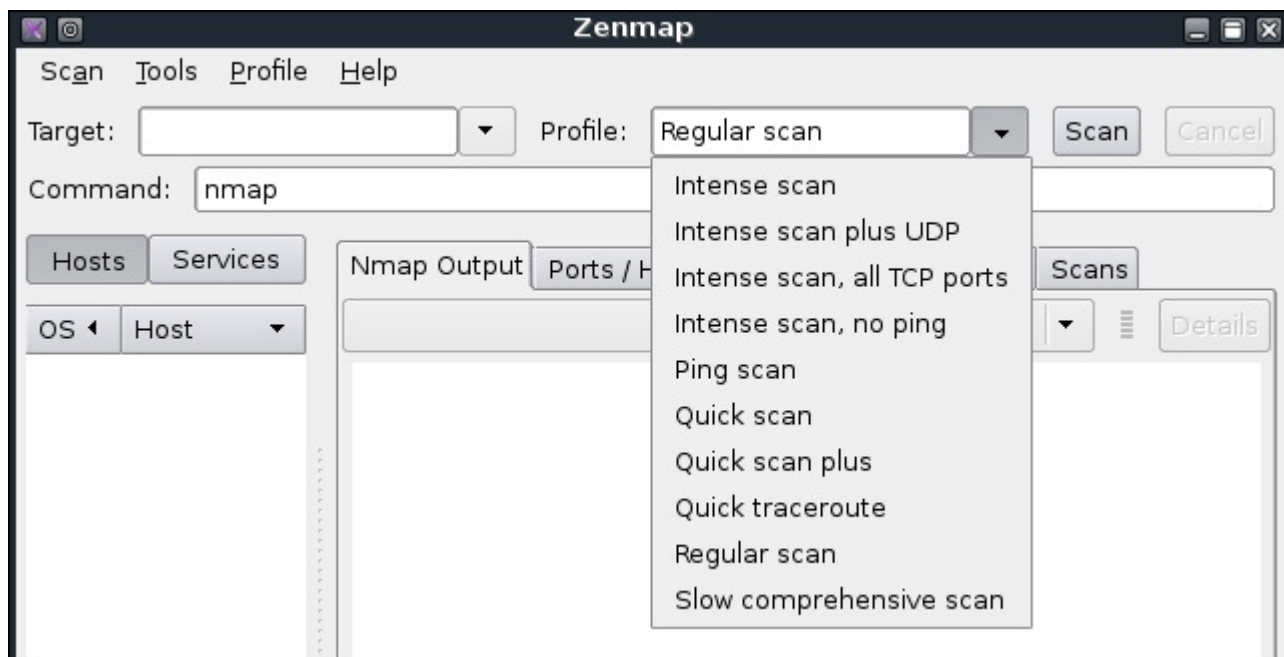 Zenmap
Scan Tools Profile Help
Target: Profile: Regular scan Scan Cancel
Command: nmap
Intense scan
Intense scan plus UDP
Intense scan, all TCP ports
Intense scan, no ping
Ping scan
Quick scan
Quick scan plus
Quick traceroute
Regular scan
Slow comprehensive scan
Hosts Services
Nmap Output Ports / H Scans
OS Host
Details